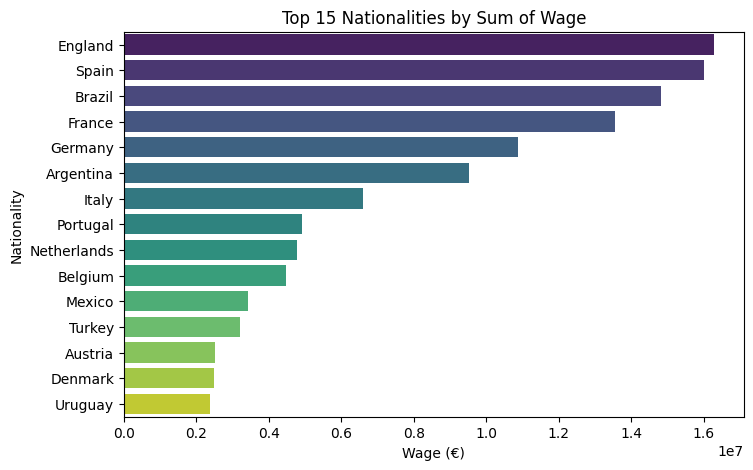 Top 15 Nationalities by Sum of Wage
Nationality
England
Spain
Brazil
France
Germany
Argentina
Italy
Portugal
Netherlands
Belgium
Mexico
Turkey
Austria
Denmark
Uruguay
0.0 0.2 0.4 0.6 0.8 1.0 1.2 1.4 1.6
1e7
Wage (€)